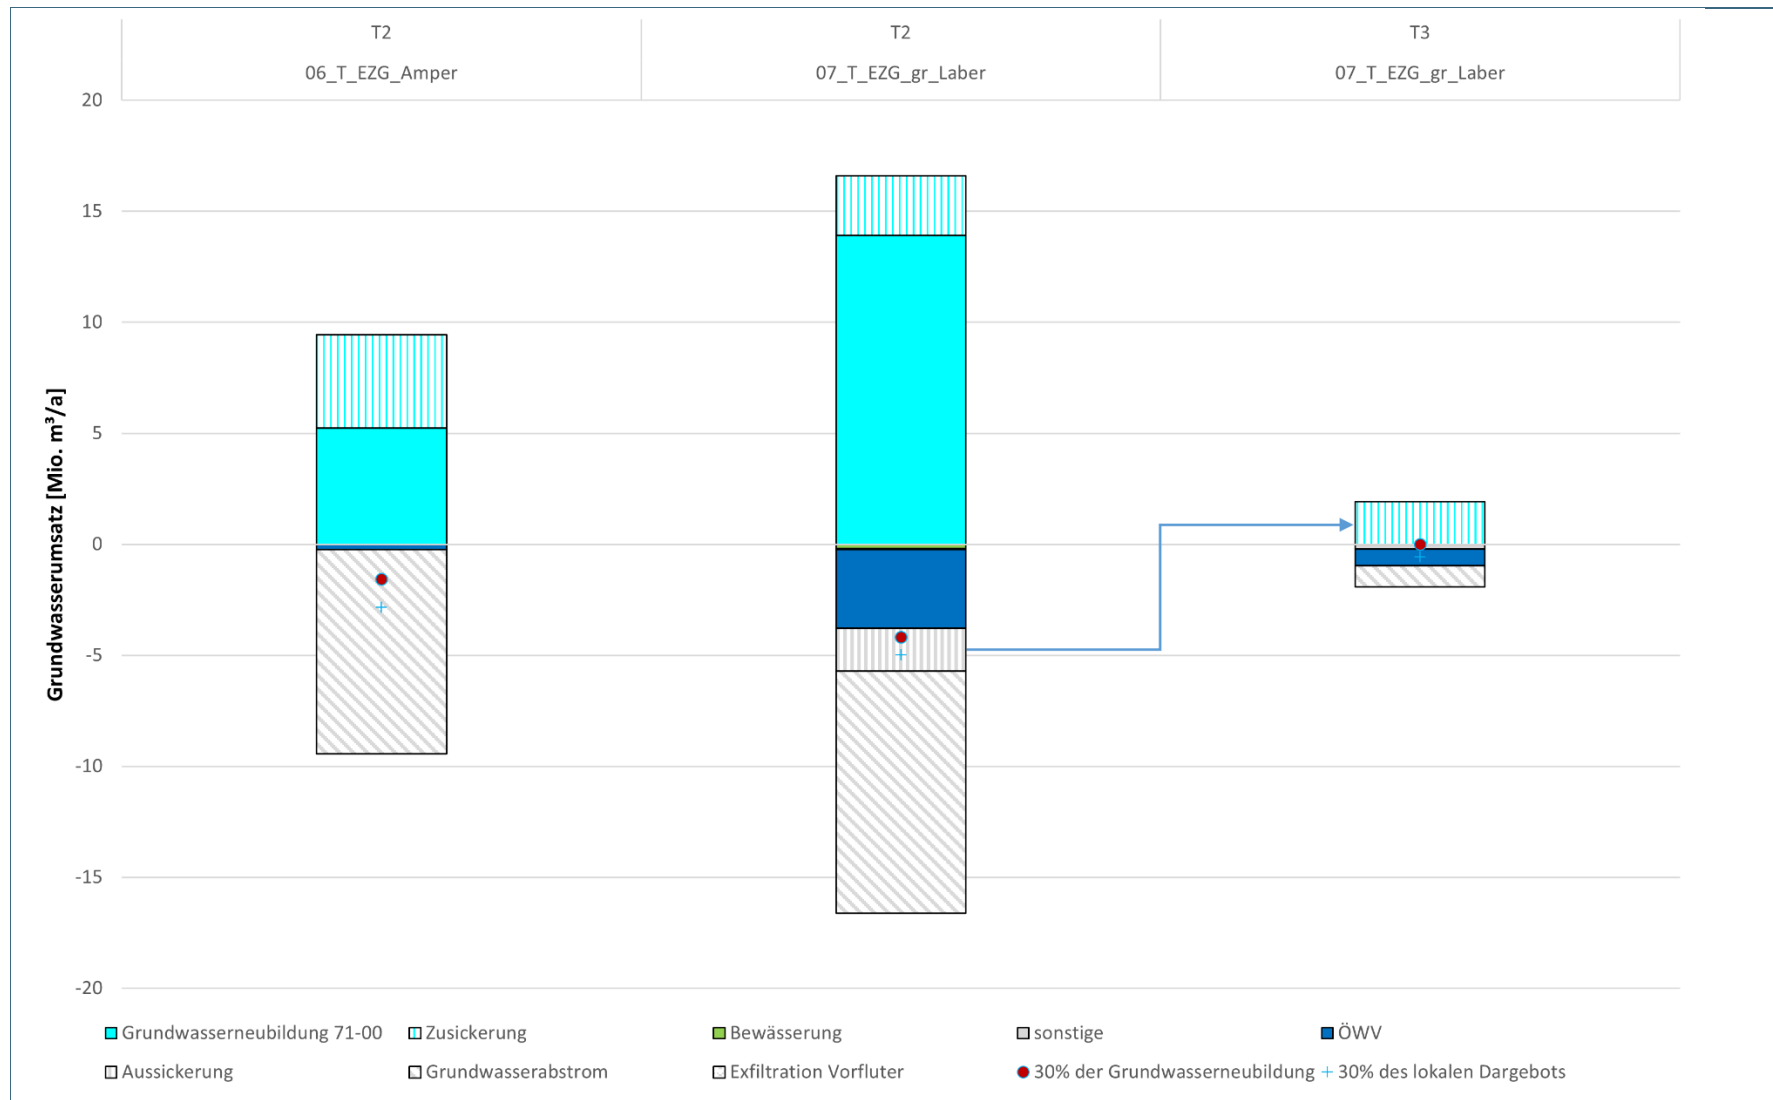 T2 T2 T3
06_T_EZG_Amper 07_T_EZG_gr_Laber 07_T_EZG_gr_Laber
20
15
10
5
0
-5
-10
-15
-20
Grundwasserumsatz [Mio. m³/a]
Grundwasserneubildung 71-00 Zusickerung Bewässerung sonstige ÖWV
Aussickerung Grundwasserabstrom Exfiltration Vorfluter 30% der Grundwasserneubildung 30% des lokalen Dargebots